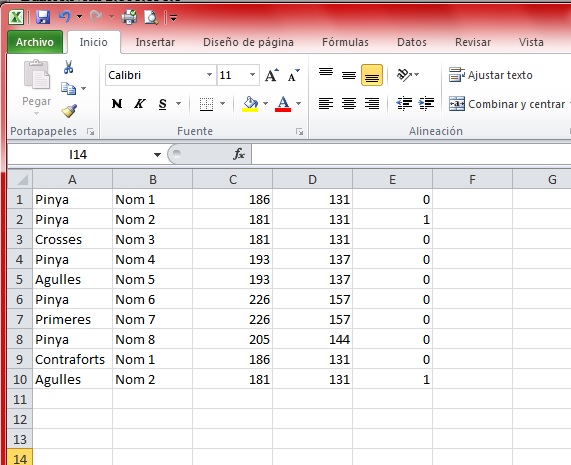 Archivo Inicio Insertar Diseño de página Fórmulas Datos Revisar Vista
Pegar
Calibri 11 A A
N K S A
Ajustar texto
Combinar y centrar
Portapapeles Fuente Alineación
I14 fx
A B C D E F G
1 Pinya Nom 1 186 131 0
2 Pinya Nom 2 181 131 1
3 Crosses Nom 3 181 131 0
4 Pinya Nom 4 193 137 0
5 Agulles Nom 5 193 137 0
6 Pinya Nom 6 226 157 0
7 Primeres Nom 7 226 157 0
8 Pinya Nom 8 205 144 0
9 Contraforts Nom 1 186 131 0
10 Agulles Nom 2 181 131 1
11
12
13
14